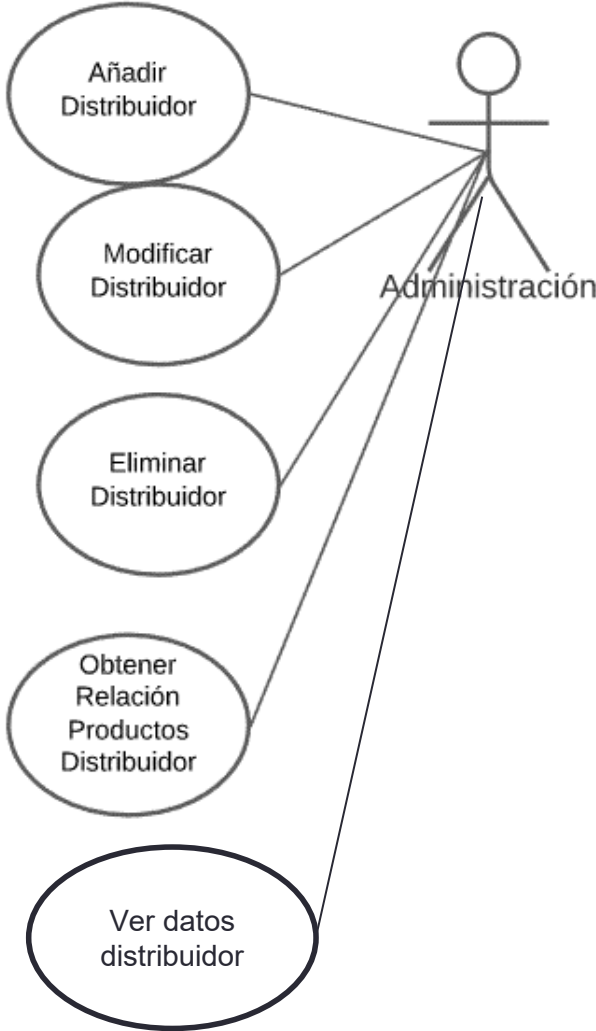 Añadir
Distribuidor
Modificar
Distribuidor
Administración
Eliminar
Distribuidor
Obtener
Relación
Productos
Distribuidor
Ver datos
distribuidor